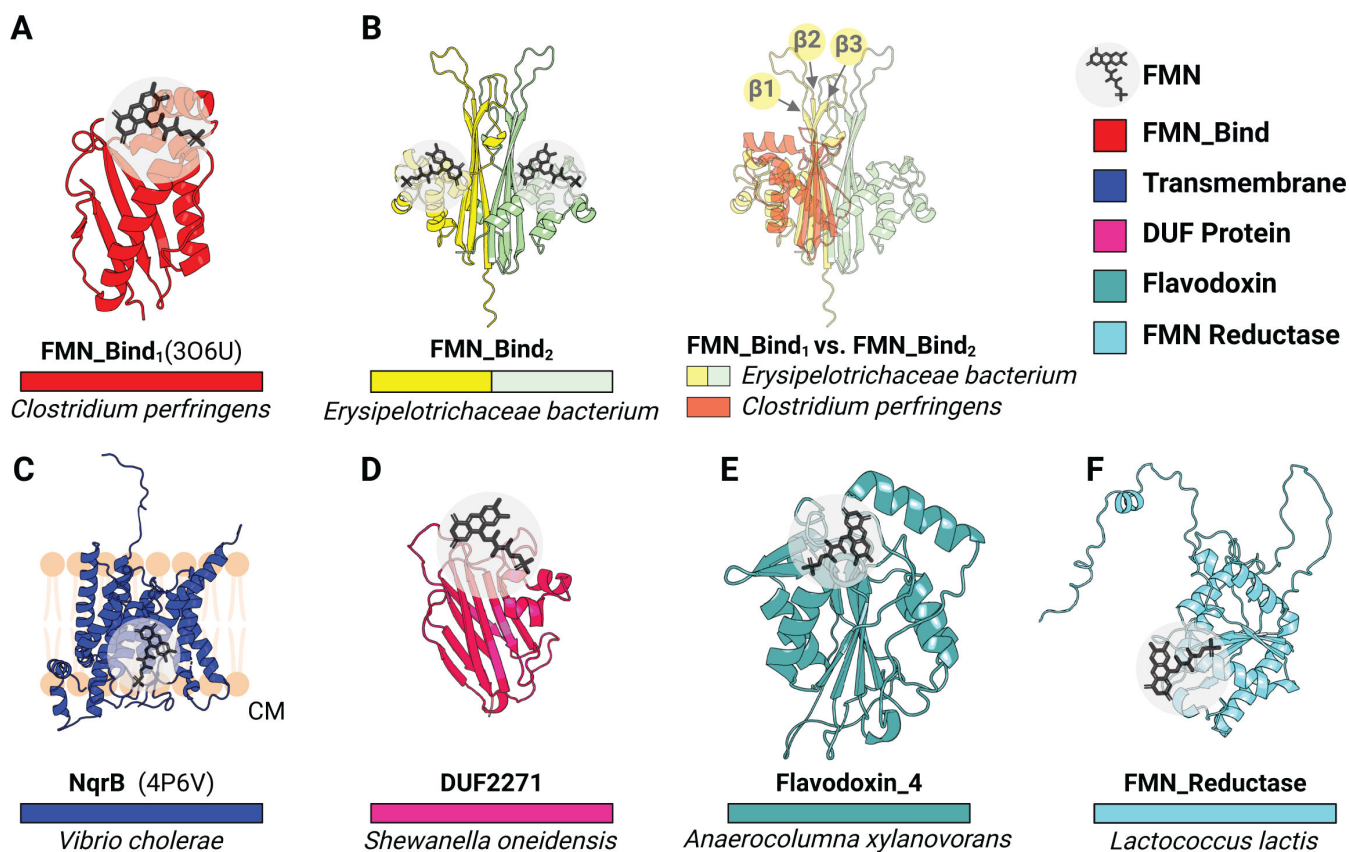 A
FMN_Bind₁(3O6U)
Clostridium perfringens
B
FMN_Bind₂
Erysipelotrichaceae bacterium
β1
β2
β3
FMN_Bind₁ vs. FMN_Bind₂
Erysipelotrichaceae bacterium
Clostridium perfringens
FMN
FMN_Bind
Transmembrane
DUF Protein
Flavodoxin
FMN Reductase
C
CM
NqrB (4P6V)
Vibrio cholerae
D
DUF2271
Shewanella oneidensis
E
Flavodoxin_4
Anaerocolumna xylanovorans
F
FMN_Reductase
Lactococcus lactis